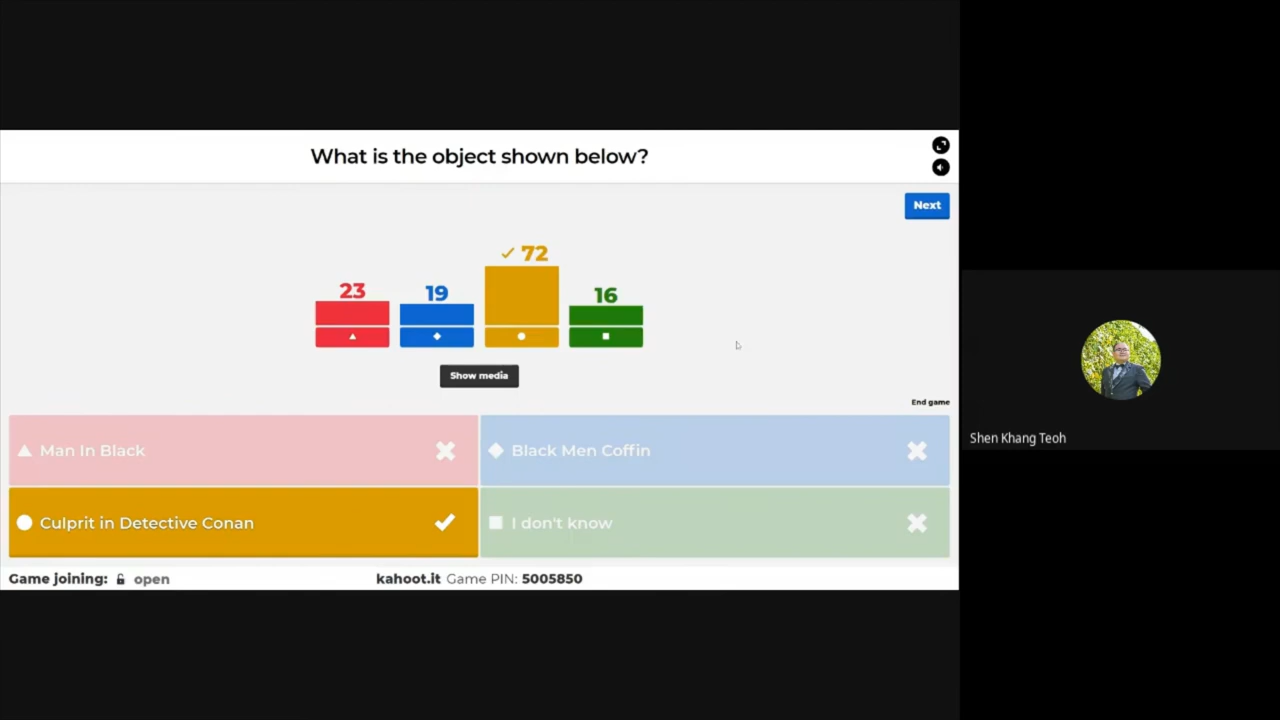 What is the object shown below?
Next
23
19
72
16
Show media
End game
Man In Black
Black Men Coffin
Culprit in Detective Conan
I don't know
Game joining: open
kahoot.it Game PIN: 5005850
Shen Khang Teoh